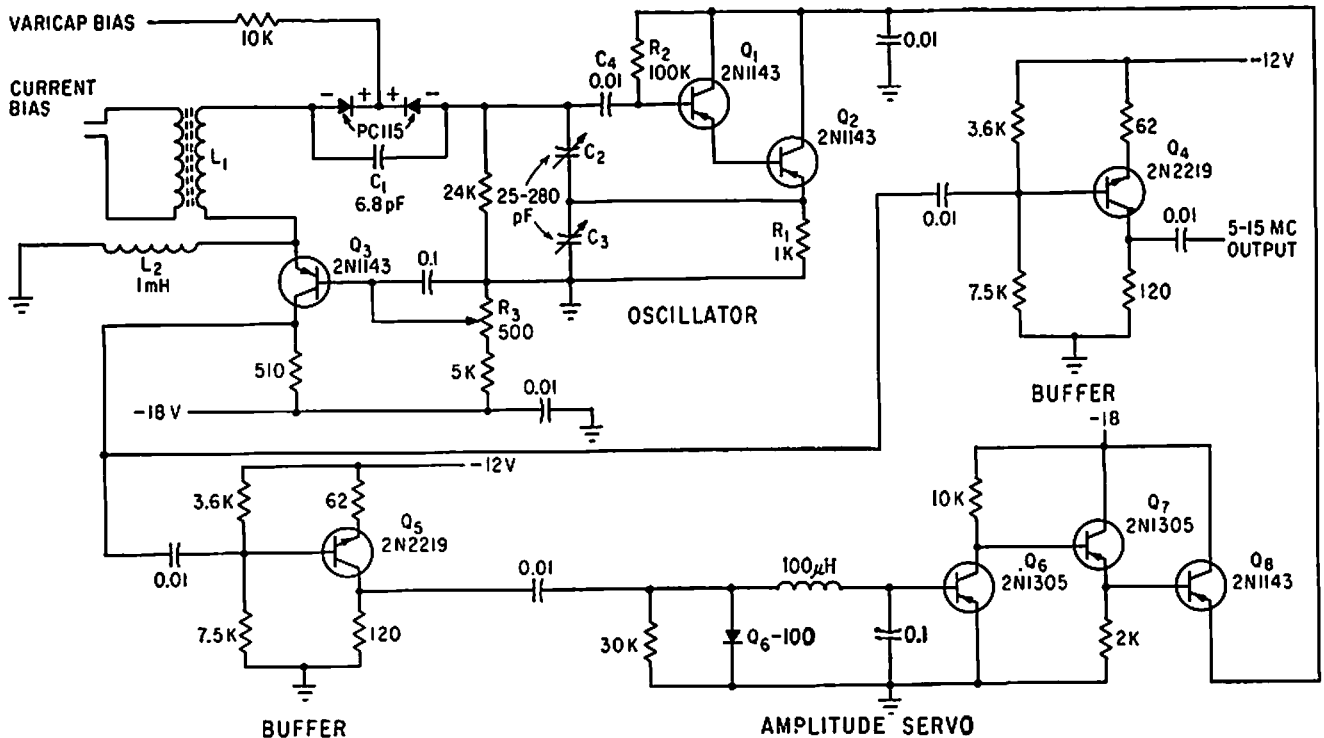 VARICAP BIAS
10K
CURRENT
BIAS
L1
- + + -
PC115
C1
6.8pF
24K
25-280
pF
C2
C3
C4
0.01
R2
100K
Q1
2N1143
Q2
2N1143
R1
1K
0.01
OSCILLATOR
L2
1mH
Q3
2N1143
0.1
R3
500
5K
510
-18V
0.01
-12V
3.6K
62
Q4
2N2219
0.01
0.01
5-15 MC
OUTPUT
7.5K
120
BUFFER
-12V
3.6K
62
Q5
2N2219
0.01
7.5K
120
BUFFER
0.01
30K
Q6-100
100µH
0.1
-18
10K
Q6
2N1305
Q7
2N1305
2K
Q8
2N1143
AMPLITUDE SERVO